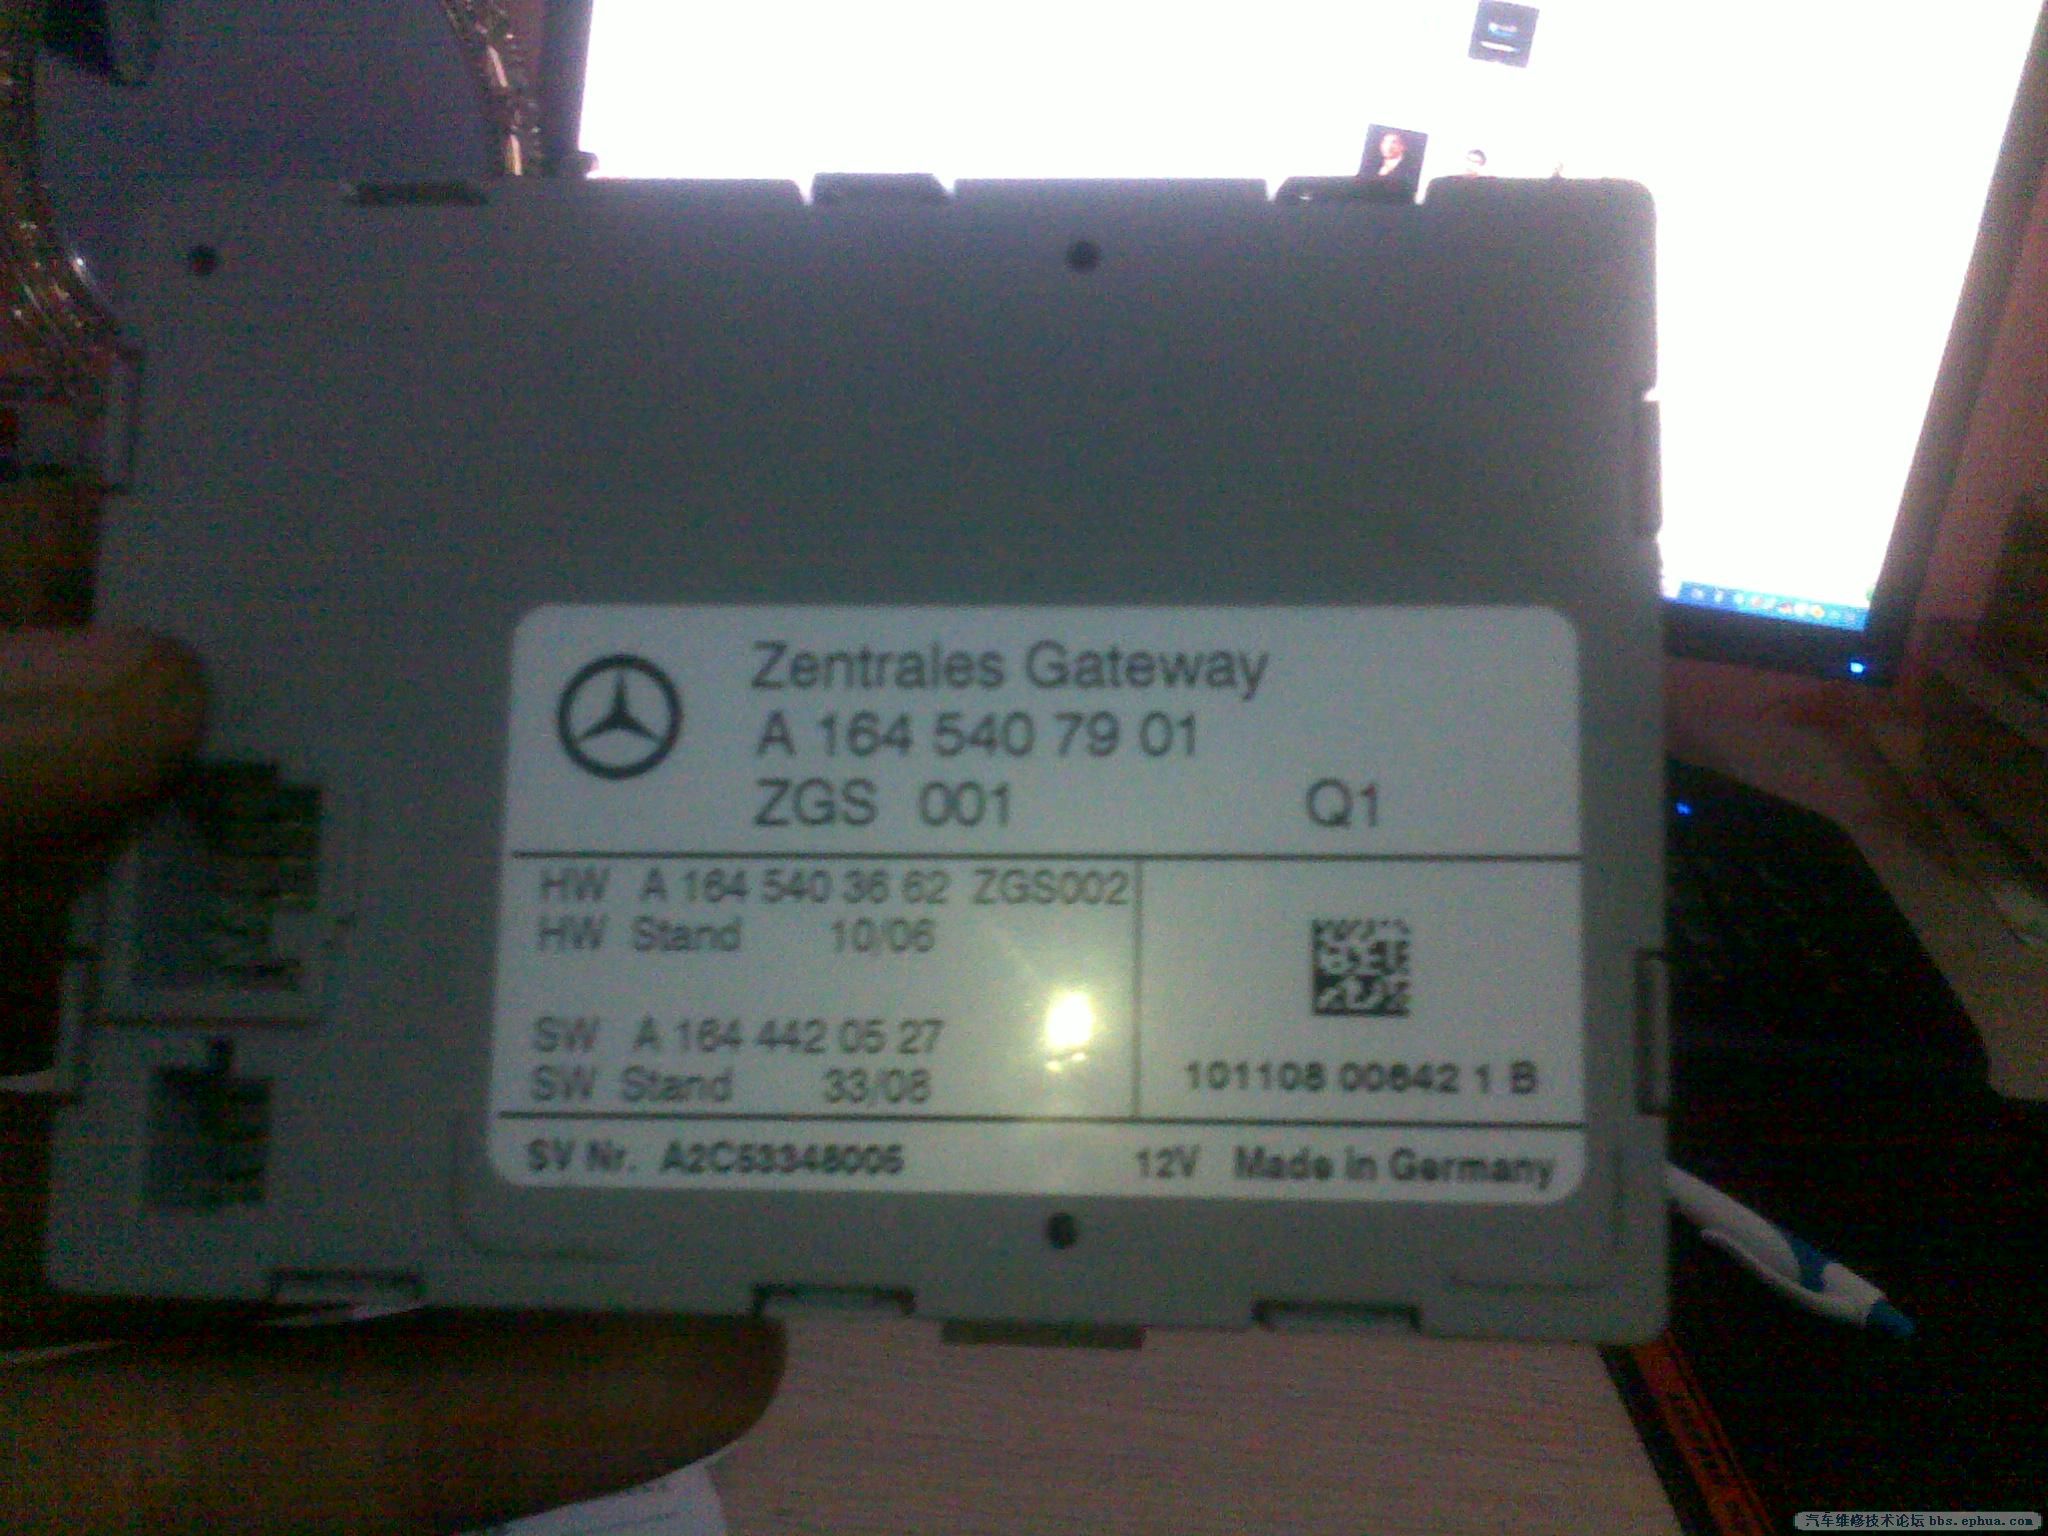 Zentrales Gateway
A 164 540 79 01
ZGS 001 Q1
HW A 164 540 36 62 ZGS002
HW Stand 10/06
SW A 164 442 05 27
SW Stand 33/08
101108 00842 1 B
SV Nr. A2C53348005 12V Made in Germany
汽车维修技术论坛 bbs.ephua.com